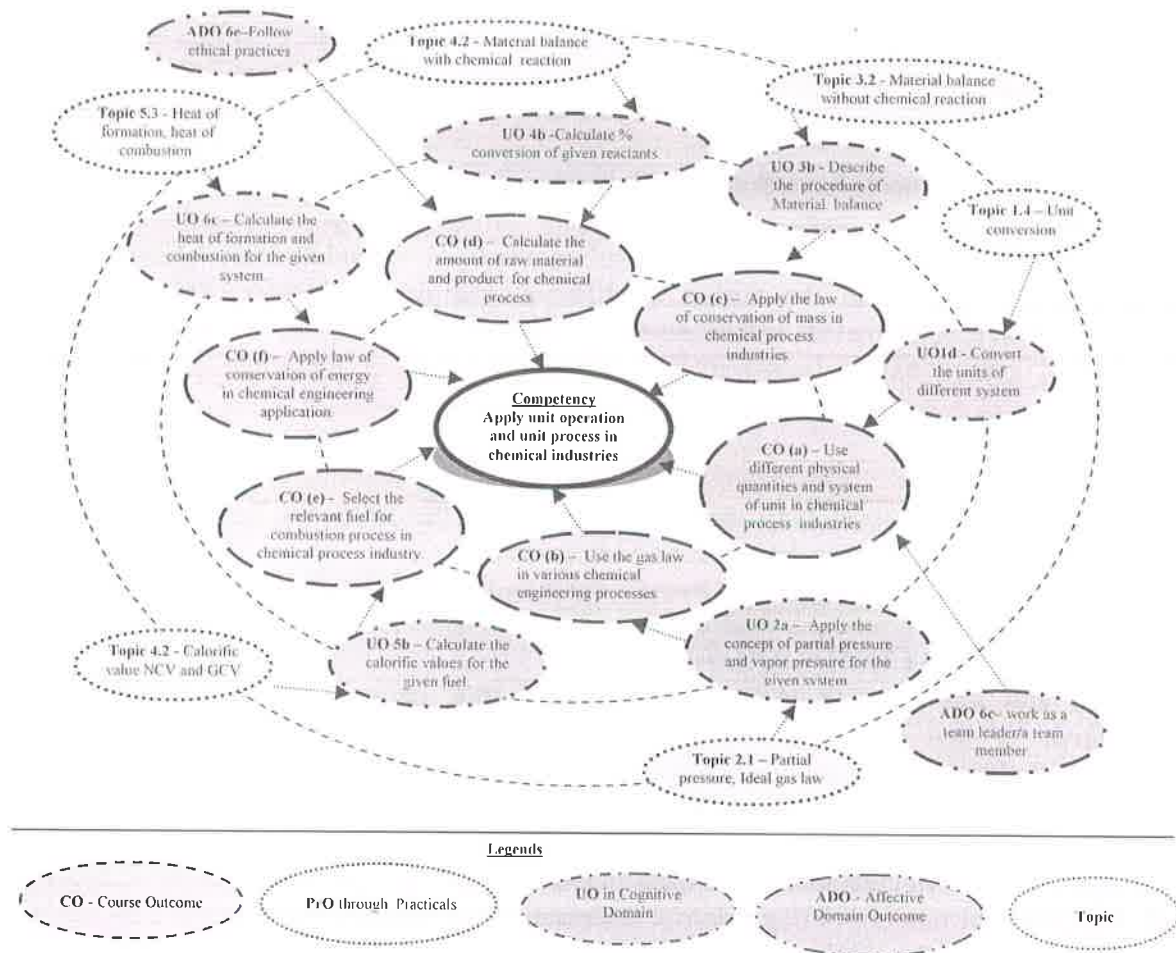 ADO 6e–Follow
ethical practices
Topic 4.2 - Material balance
with chemical reaction
Topic 3.2 - Material balance
without chemical reaction
Topic 5.3 - Heat of
formation, heat of
combustion
UO 4b -Calculate %
conversion of given reactants.
UO 3b - Describe
the procedure of
Material balance
Topic 1.4 – Unit
conversion
UO 6c – Calculate the
heat of formation and
combustion for the given
system.
CO (d) – Calculate the
amount of raw material
and product for chemical
process.
CO (c) – Apply the law
of conservation of mass in
chemical process
industries.
UO1d - Convert
the units of
different system
CO (f) – Apply law of
conservation of energy
in chemical engineering
application.
Competency
Apply unit operation
and unit process in
chemical industries
CO (a) – Use
different physical
quantities and system
of unit in chemical
process industries
CO (e) – Select the
relevant fuel for
combustion process in
chemical process industry.
CO (b) – Use the gas law
in various chemical
engineering processes.
UO 2a – Apply the
concept of partial pressure
and vapor pressure for the
given system
UO 5b – Calculate the
calorific values for the
given fuel.
Topic 4.2 - Calorific
value NCV and GCV
ADO 6c– work as a
team leader/a team
member
Topic 2.1 – Partial
pressure, Ideal gas law
Legends
CO - Course Outcome
PrO through Practicals
UO in Cognitive
Domain
ADO - Affective
Domain Outcome
Topic